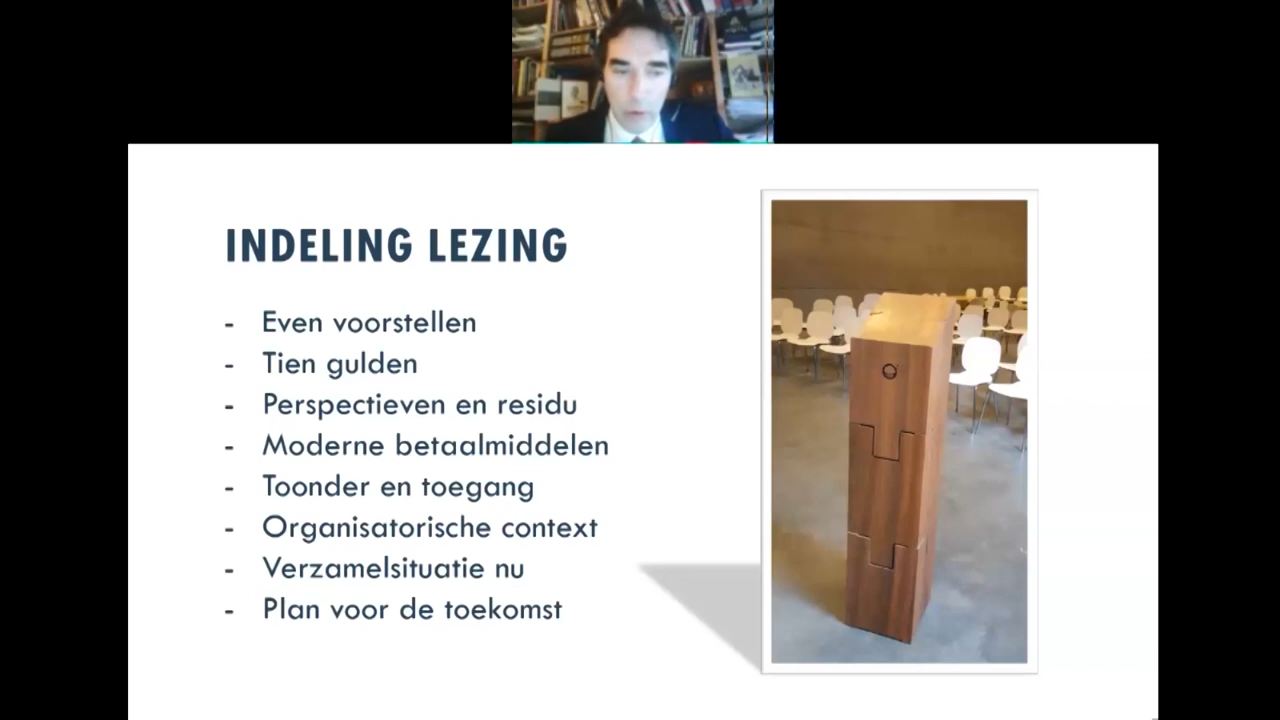 INDELING LEZING
- Even voorstellen
- Tien gulden
- Perspectieven en residu
- Moderne betaalmiddelen
- Toonder en toegang
- Organisatorische context
- Verzamelsituatie nu
- Plan voor de toekomst